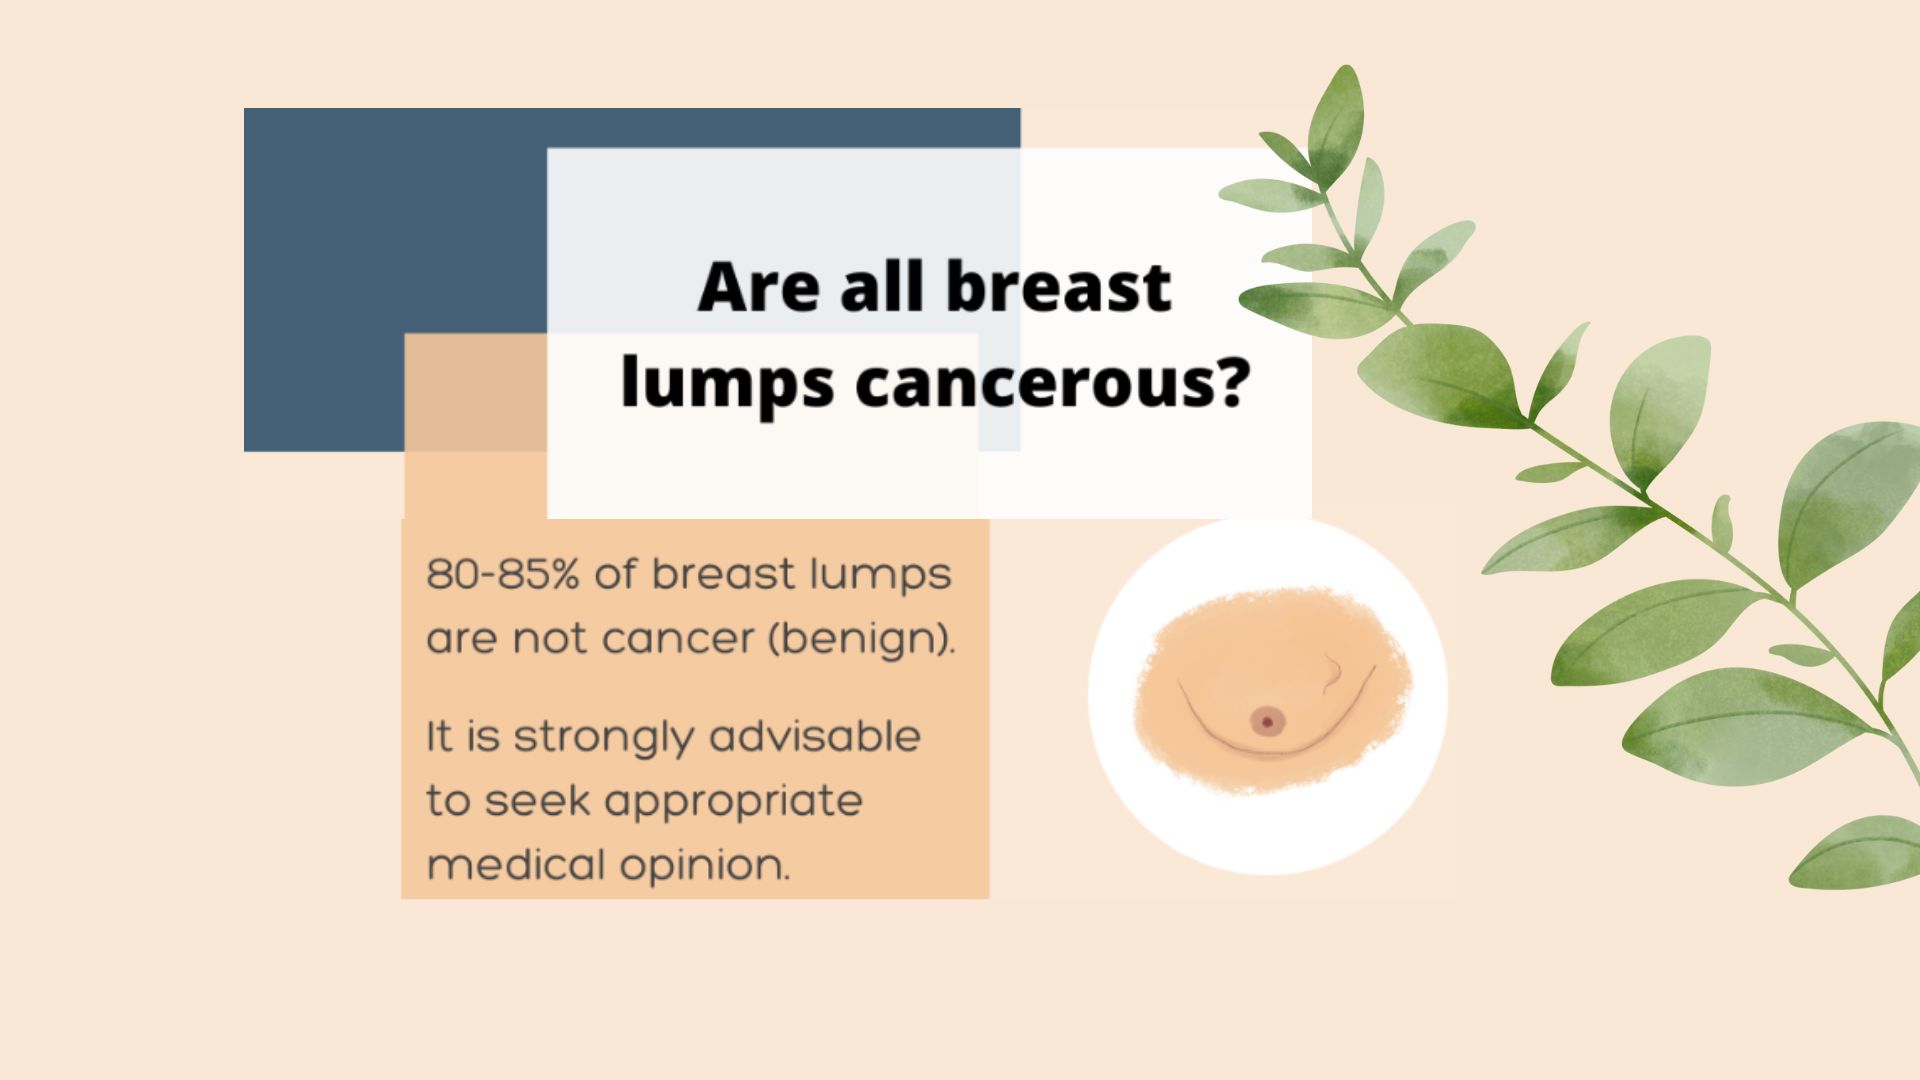 Are all breast
lumps cancerous?
80-85% of breast lumps
are not cancer (benign).
It is strongly advisable
to seek appropriate
medical opinion.